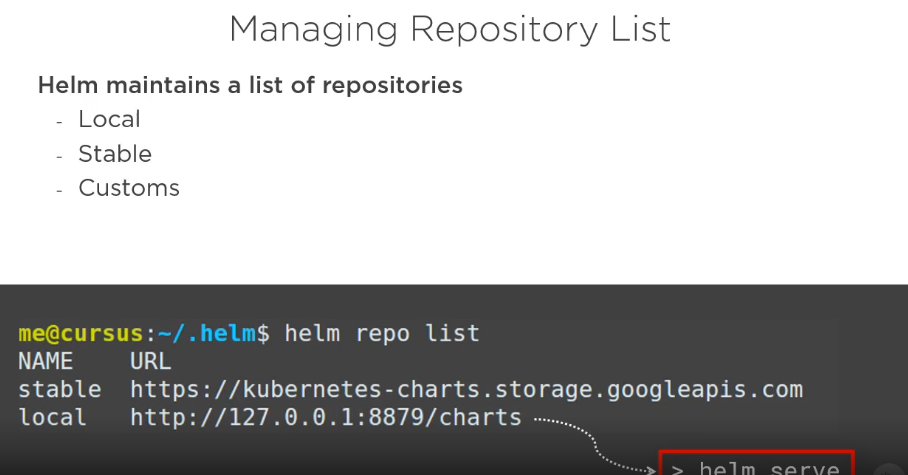 Managing Repository List
Helm maintains a list of repositories
- Local
- Stable
- Customs
me@cursus:~/.helm$ helm repo list
NAME    URL
stable  https://kubernetes-charts.storage.googleapis.com
local   http://127.0.0.1:8879/charts
> helm serve